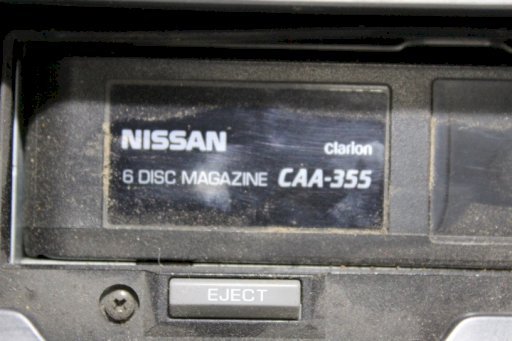 NISSAN
Clarion
6 DISC MAGAZINE CAA-355
EJECT